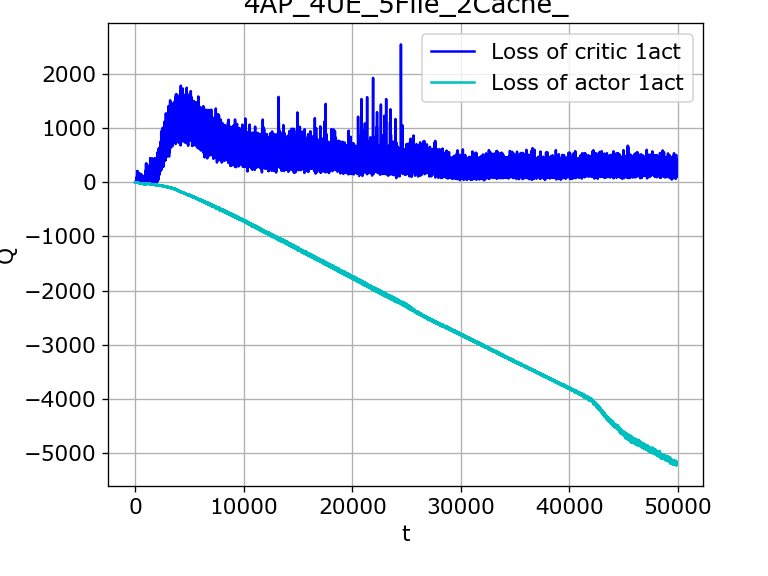 4AP_4UE_5File_2Cache_
Loss of critic 1act
Loss of actor 1act
2000
1000
0
−1000
−2000
−3000
−4000
−5000
Q
0 10000 20000 30000 40000 50000
t